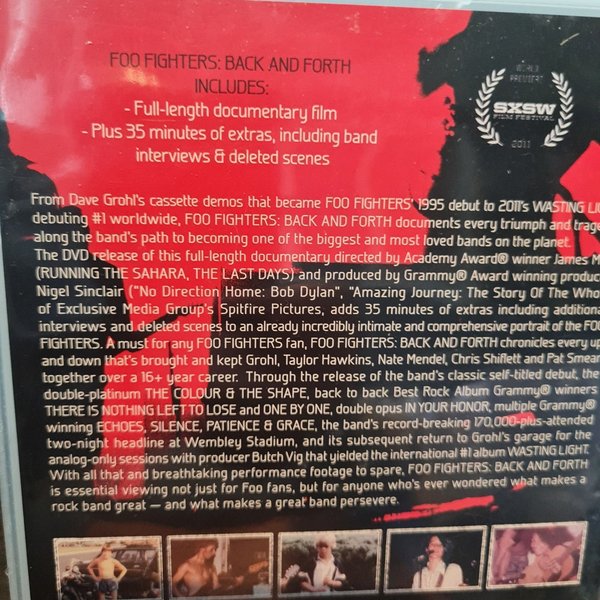 FOO FIGHTERS: BACK AND FORTH
INCLUDES:
- Full-length documentary film
- Plus 35 minutes of extras, including band
interviews & deleted scenes
WORLD
PREMIERE
SXSW
FILM FESTIVAL
2011
From Dave Grohl's cassette demos that became FOO FIGHTERS' 1995 debut to 2011's WASTING
debuting #1 worldwide, FOO FIGHTERS: BACK AND FORTH documents every triumph and
along the band's path to becoming one of the biggest and most loved bands on the planet.
The DVD release of this full-length documentary directed by Academy Award® winner James
(RUNNING THE SAHARA, THE LAST DAYS) and produced by Grammy® Award winning
Nigel Sinclair ("No Direction Home: Bob Dylan", "Amazing Journey: The Story Of The Who
of Exclusive Media Group's Spitfire Pictures, adds 35 minutes of extras including
interviews and deleted scenes to an already incredibly intimate and comprehensive portrait of the
FIGHTERS. A must for any FOO FIGHTERS fan, FOO FIGHTERS: BACK AND FORTH chronicles every
and down that's brought and kept Grohl, Taylor Hawkins, Nate Mendel, Chris Shiflett and Pat Smear
together over a 16+ year career. Through the release of the band's classic self-titled debut, the
double-platinum THE COLOUR & THE SHAPE, back to back Best Rock Album Grammy® winners
THERE IS NOTHING LEFT TO LOSE and ONE BY ONE, double opus IN YOUR HONOR, multiple Grammy®
winning ECHOES, SILENCE, PATIENCE & GRACE, the band's record-breaking 170,000-plus-attended
two-night headline at Wembley Stadium, and its subsequent return to Grohl's garage for the
analog-only sessions with producer Butch Vig that yielded the international #1 album WASTING LIGHT.
With all that and breathtaking performance footage to spare, FOO FIGHTERS: BACK AND FORTH
is essential viewing not just for Foo fans, but for anyone who's ever wondered what makes a
rock band great — and what makes a great band persevere.